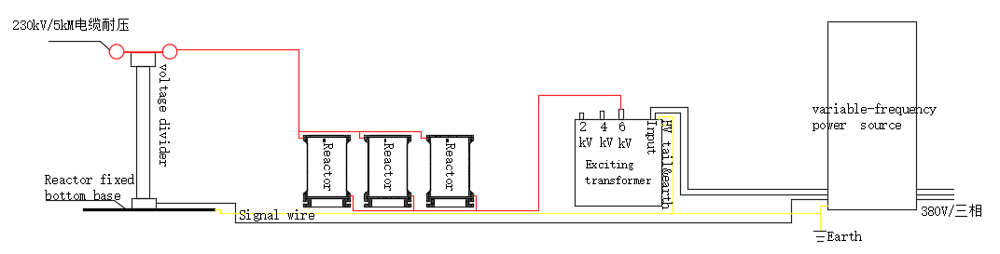 230kV/5kM电缆耐压
voltage divider
Reactor fixed
bottom base
Signal wire
Reactor
Reactor
Reactor
2 4 6
kV kV kV
Exciting
transformer
Input
HV tail&earth
variable-frequency
power source
380V/三相
Earth